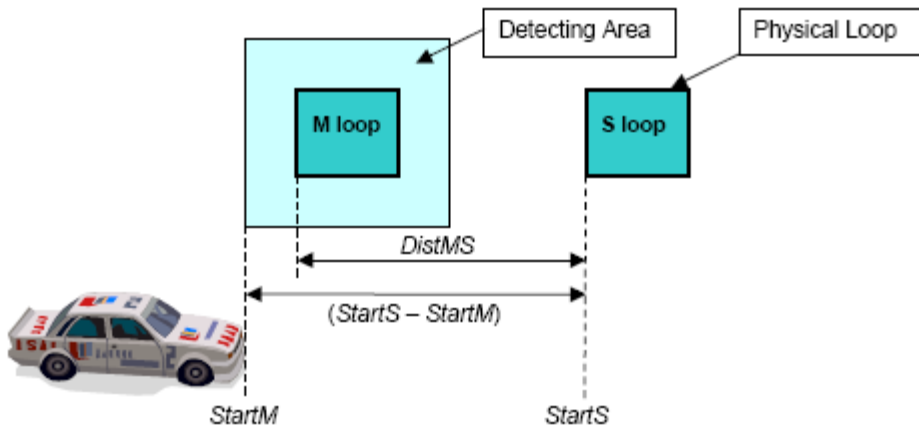 Detecting Area
Physical Loop
M loop
S loop
DistMS
(StartS – StartM)
StartM
StartS